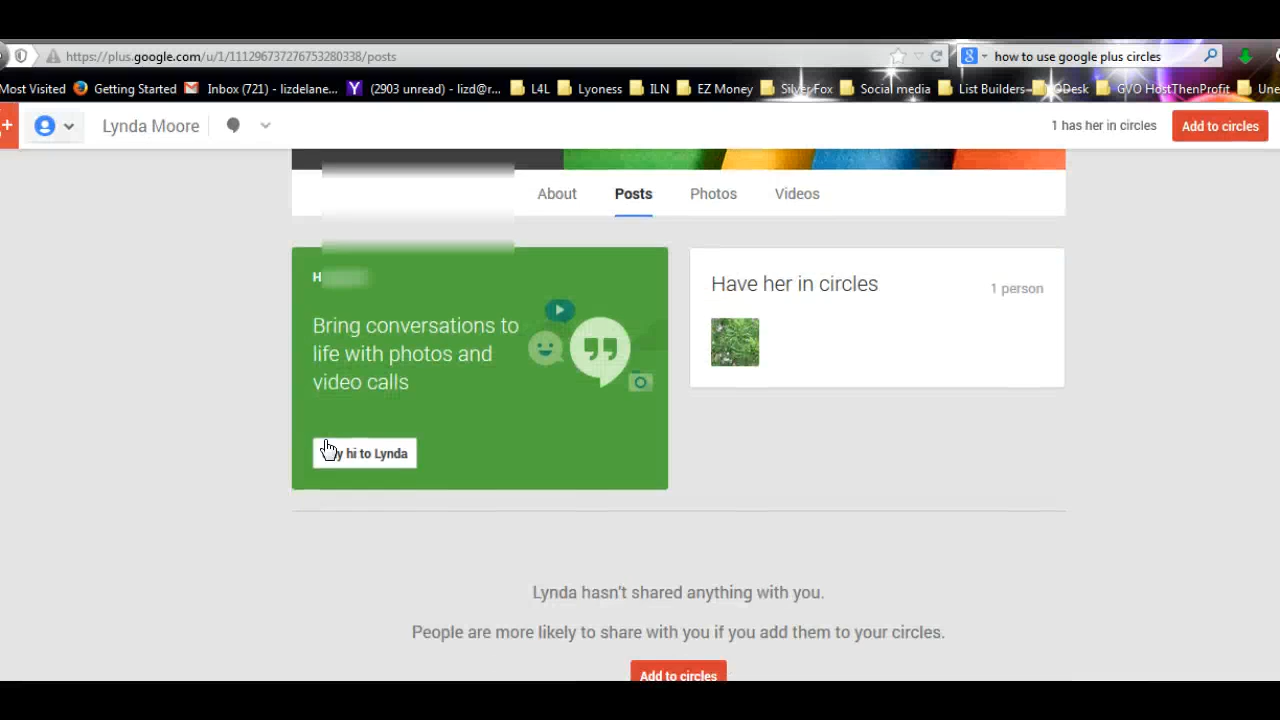 https://plus.google.com/u/1/111296737276753280338/posts
how to use google plus circles
Most Visited Getting Started Inbox (721) - lizdelane... (2903 unread) - lizd@r... L4L Lyoness ILN EZ Money Silver Fox Social media List Builders ODesk GVO HostThenProfit Une
+ Lynda Moore 1 has her in circles Add to circles
About Posts Photos Videos
H
Bring conversations to
life with photos and
video calls
y hi to Lynda
Have her in circles 1 person
Lynda hasn't shared anything with you.
People are more likely to share with you if you add them to your circles.
Add to circles